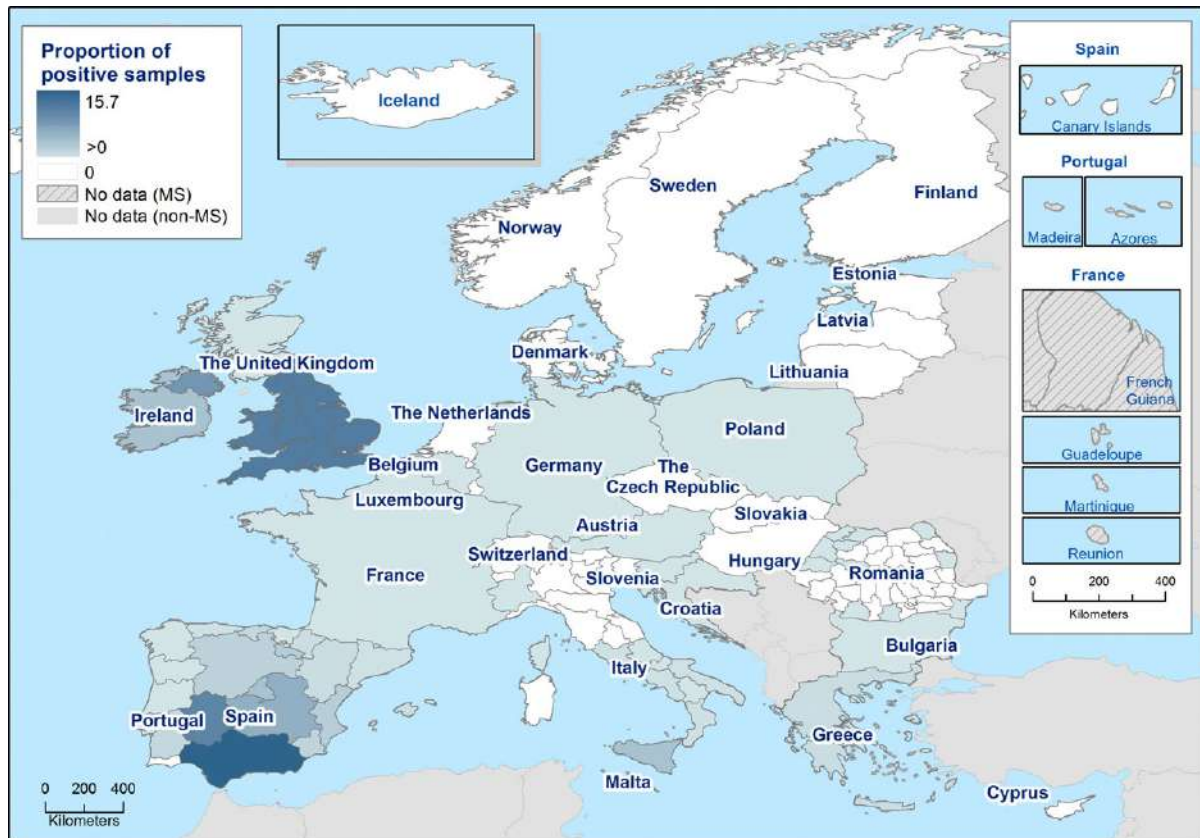 Proportion of
positive samples
15.7
>0
0
No data (MS)
No data (non-MS)
Iceland
Sweden
Finland
Norway
Estonia
Latvia
Denmark
Lithuania
The United Kingdom
Ireland
The Netherlands
Poland
Belgium
Germany
The
Czech Republic
Luxembourg
Slovakia
Austria
Switzerland
Hungary
France
Slovenia
Romania
Croatia
Bulgaria
Italy
Portugal
Spain
Greece
Malta
Cyprus
0 200 400
Kilometers
Spain
Canary Islands
Portugal
Madeira
Azores
France
French
Guiana
Guadeloupe
Martinique
Reunion
0 200 400
Kilometers